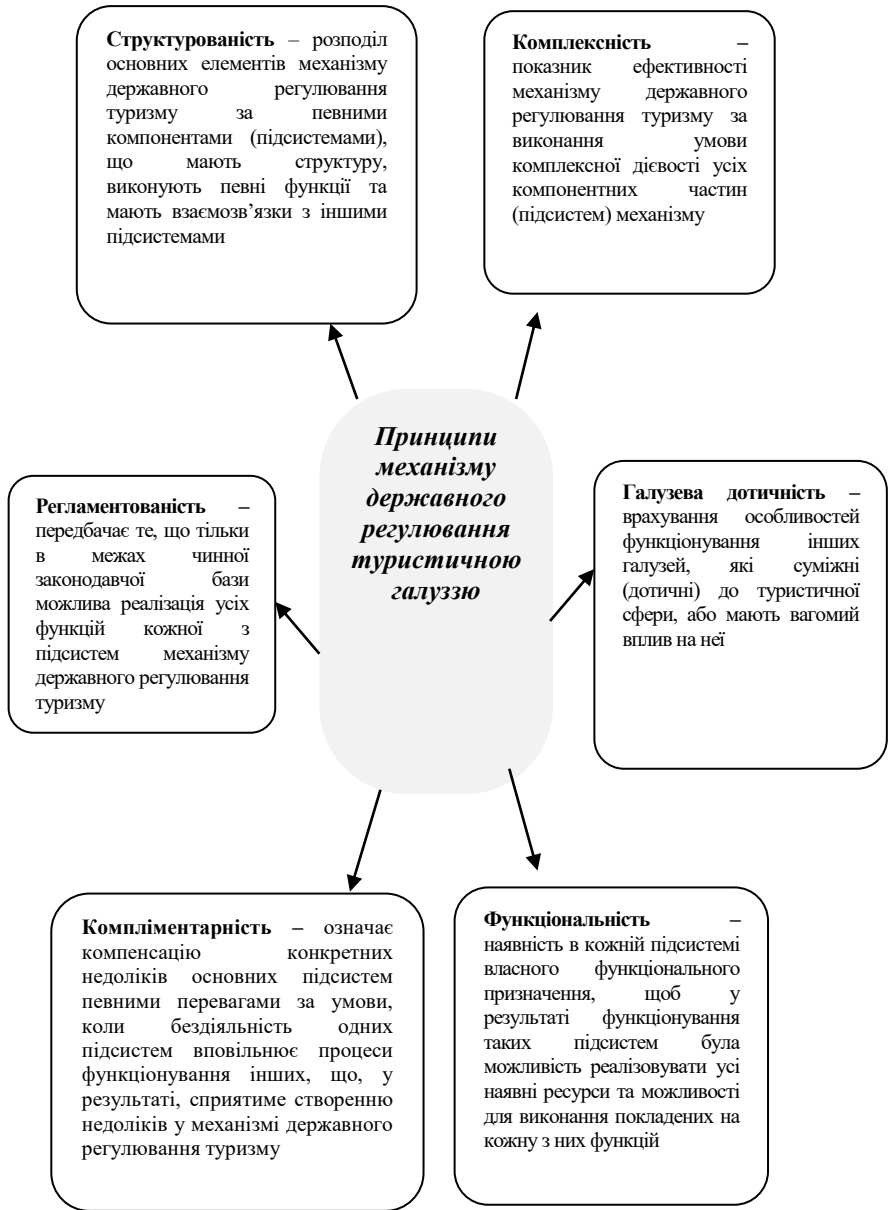 Структурованість – розподіл
основних елементів механізму
державного регулювання
туризму за певними
компонентами (підсистемами),
що мають структуру,
виконують певні функції та
мають взаємозв’язки з іншими
підсистемами
Комплексність –
показник ефективності
механізму державного
регулювання туризму за
виконання умови
комплексної дієвості усіх
компонентних частин
(підсистем) механізму
Принципи
механізму
державного
регулювання
туристичною
галуззю
Регламентованість –
передбачає те, що тільки
в межах чинної
законодавчої бази
можлива реалізація усіх
функцій кожної з
підсистем механізму
державного регулювання
туризму
Галузева дотичність –
врахування особливостей
функціонування інших
галузей, які суміжні
(дотичні) до туристичної
сфери, або мають вагомий
вплив на неї
Компліментарність – означає
компенсацію конкретних
недоліків основних підсистем
певними перевагами за умови,
коли бездіяльність одних
підсистем вповільнює процеси
функціонування інших, що, у
результаті, сприятиме створенню
недоліків у механізмі державного
регулювання туризму
Функціональність –
наявність в кожній підсистемі
власного функціонального
призначення, щоб у
результаті функціонування
таких підсистем була
можливість реалізовувати усі
наявні ресурси та можливості
для виконання покладених на
кожну з них функцій